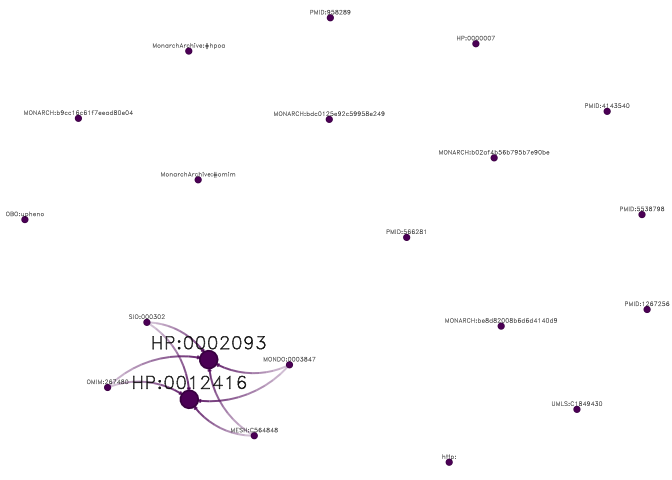 PMID:958289
HP:0000007
MonarchArchive:#hpoa
PMID:4143540
MONARCH:b9cc16c61f7eead80e04
MONARCH:bdc0125e92c59958e249
MONARCH:b02af4b56b795b7e90be
MonarchArchive:#omim
PMID:5538798
OBO:upheno
PMID:566281
PMID:1267256
SIO:000302
MONARCH:be8d82008b6d6d4140d9
HP:0002093
MONDO:0003847
OMIM:267480
HP:0012416
UMLS:C1849430
MESH:C564848
http: